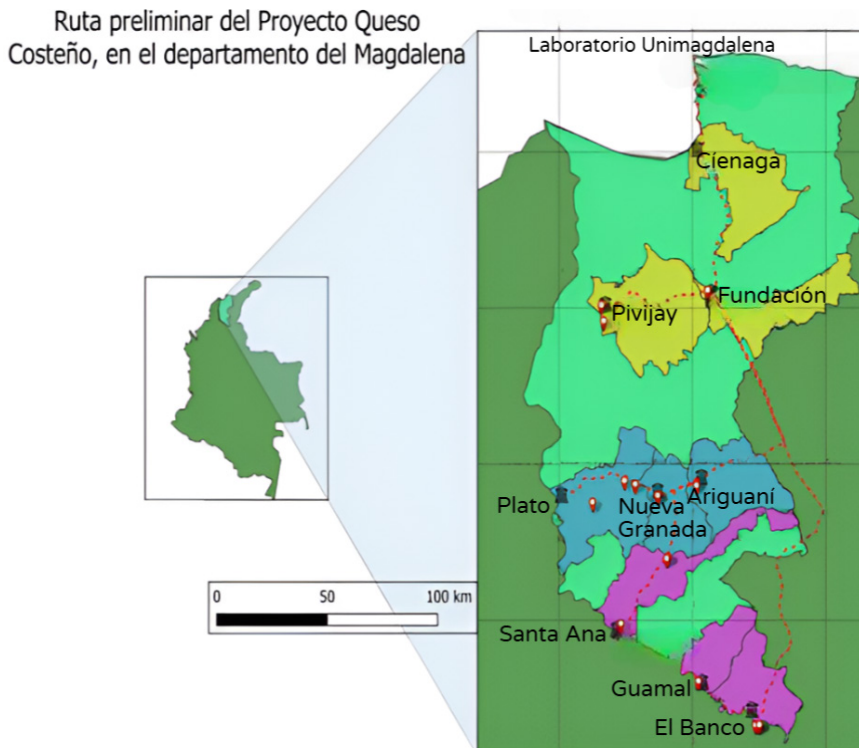 Ruta preliminar del Proyecto Queso
Costeño, en el departamento del Magdalena
Laboratorio Unimagdalena
Cíenaga
Fundación
Pivijay
Plato
Nueva
Granada
Ariguaní
0 50 100 km
Santa Ana
Guamal
El Banco